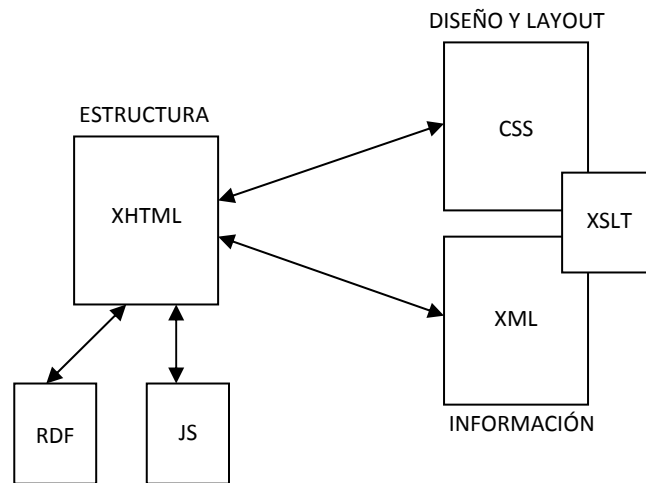 DISEÑO Y LAYOUT
ESTRUCTURA
CSS
XHTML
XSLT
XML
RDF
JS
INFORMACIÓN